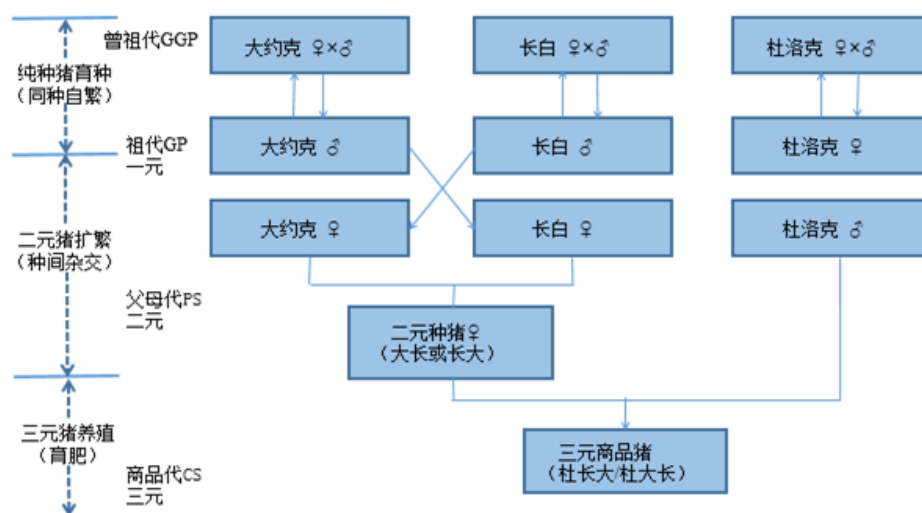 曾祖代GGP
大约克 ♀×♂
长白 ♀×♂
杜洛克 ♀×♂
纯种猪育种
（同种自繁）
祖代GP
一元
大约克 ♂
长白 ♂
杜洛克 ♀
大约克 ♀
长白 ♀
杜洛克 ♂
二元猪扩繁
（种间杂交）
父母代PS
二元
二元种猪♀
（大长或长大）
三元猪养殖
（育肥）
三元商品猪
（杜长大/杜大长）
商品代CS
三元